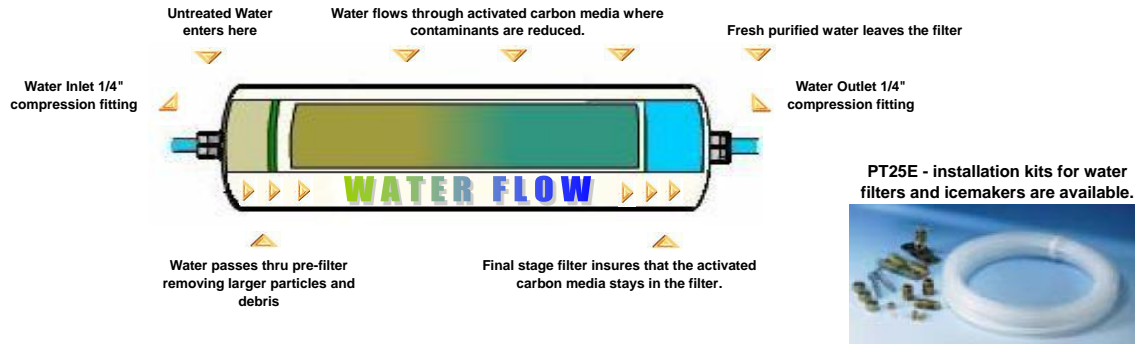 Untreated Water
enters here
Water flows through activated carbon media where
contaminants are reduced.
Fresh purified water leaves the filter
Water Inlet 1/4"
compression fitting
Water Outlet 1/4"
compression fitting
WATER FLOW
PT25E - installation kits for water
filters and icemakers are available.
Water passes thru pre-filter
removing larger particles and
debris
Final stage filter insures that the activated
carbon media stays in the filter.